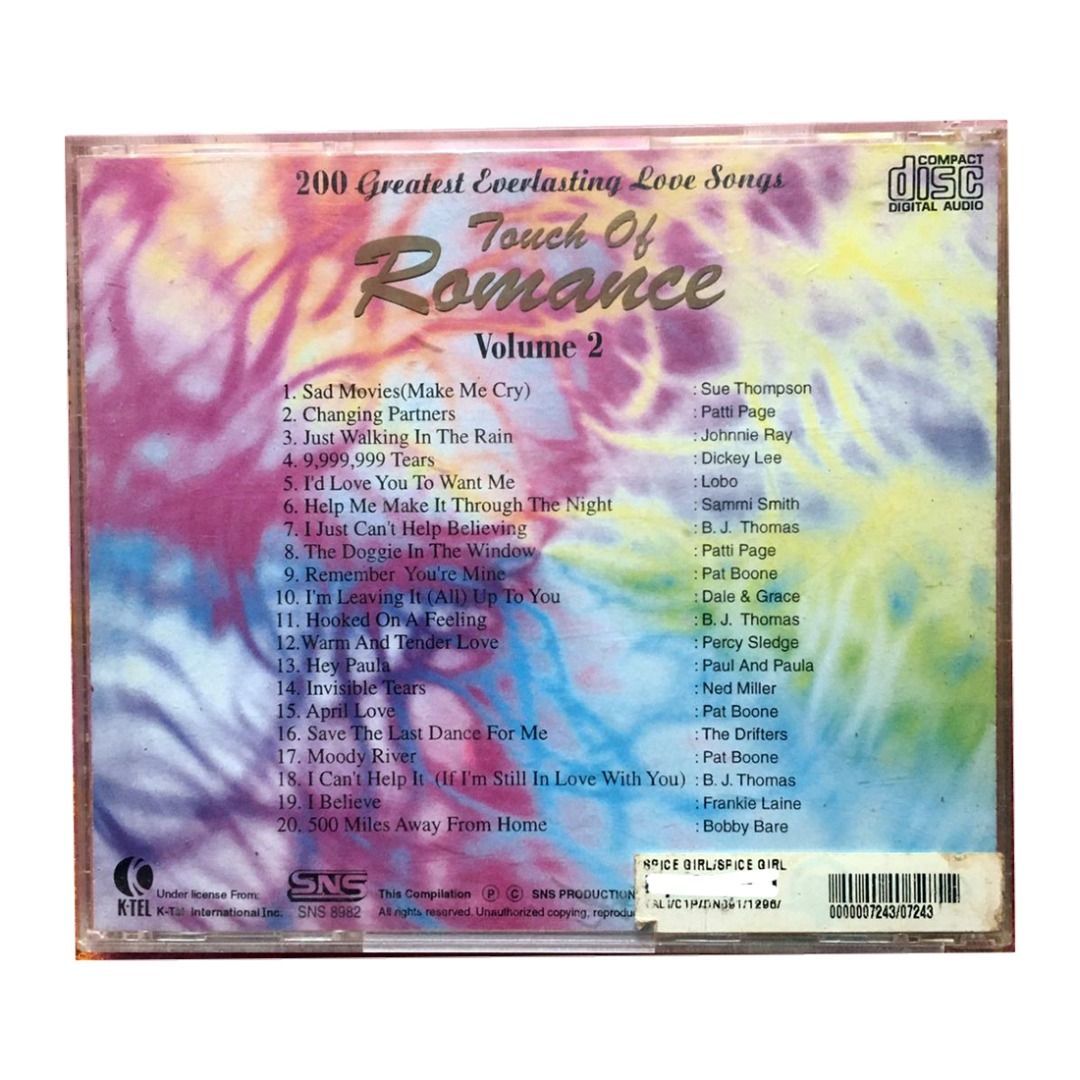 COMPACT
disc
DIGITAL AUDIO
200 Greatest Everlasting Love Songs
Touch Of
Romance
Volume 2
1. Sad Movies(Make Me Cry) : Sue Thompson
2. Changing Partners : Patti Page
3. Just Walking In The Rain : Johnnie Ray
4. 9,999,999 Tears : Dickey Lee
5. I'd Love You To Want Me : Lobo
6. Help Me Make It Through The Night : Sammi Smith
7. I Just Can't Help Believing : B. J. Thomas
8. The Doggie In The Window : Patti Page
9. Remember You're Mine : Pat Boone
10. I'm Leaving It (All) Up To You : Dale & Grace
11. Hooked On A Feeling : B. J. Thomas
12.Warm And Tender Love : Percy Sledge
13. Hey Paula : Paul And Paula
14. Invisible Tears : Ned Miller
15. April Love : Pat Boone
16. Save The Last Dance For Me : The Drifters
17. Moody River : Pat Boone
18. I Can't Help It (If I'm Still In Love With You) : B. J. Thomas
19. I Believe : Frankie Laine
20. 500 Miles Away From Home : Bobby Bare
K
K-TEL
Under license From:
K-Tel International Inc.
SNS
SNS 8982
This Compilation Ⓟ Ⓒ SNS PRODUCTION
All rights reserved. Unauthorized copying,
SPICE GIRL/SPICE GIRL
0000007243/07243